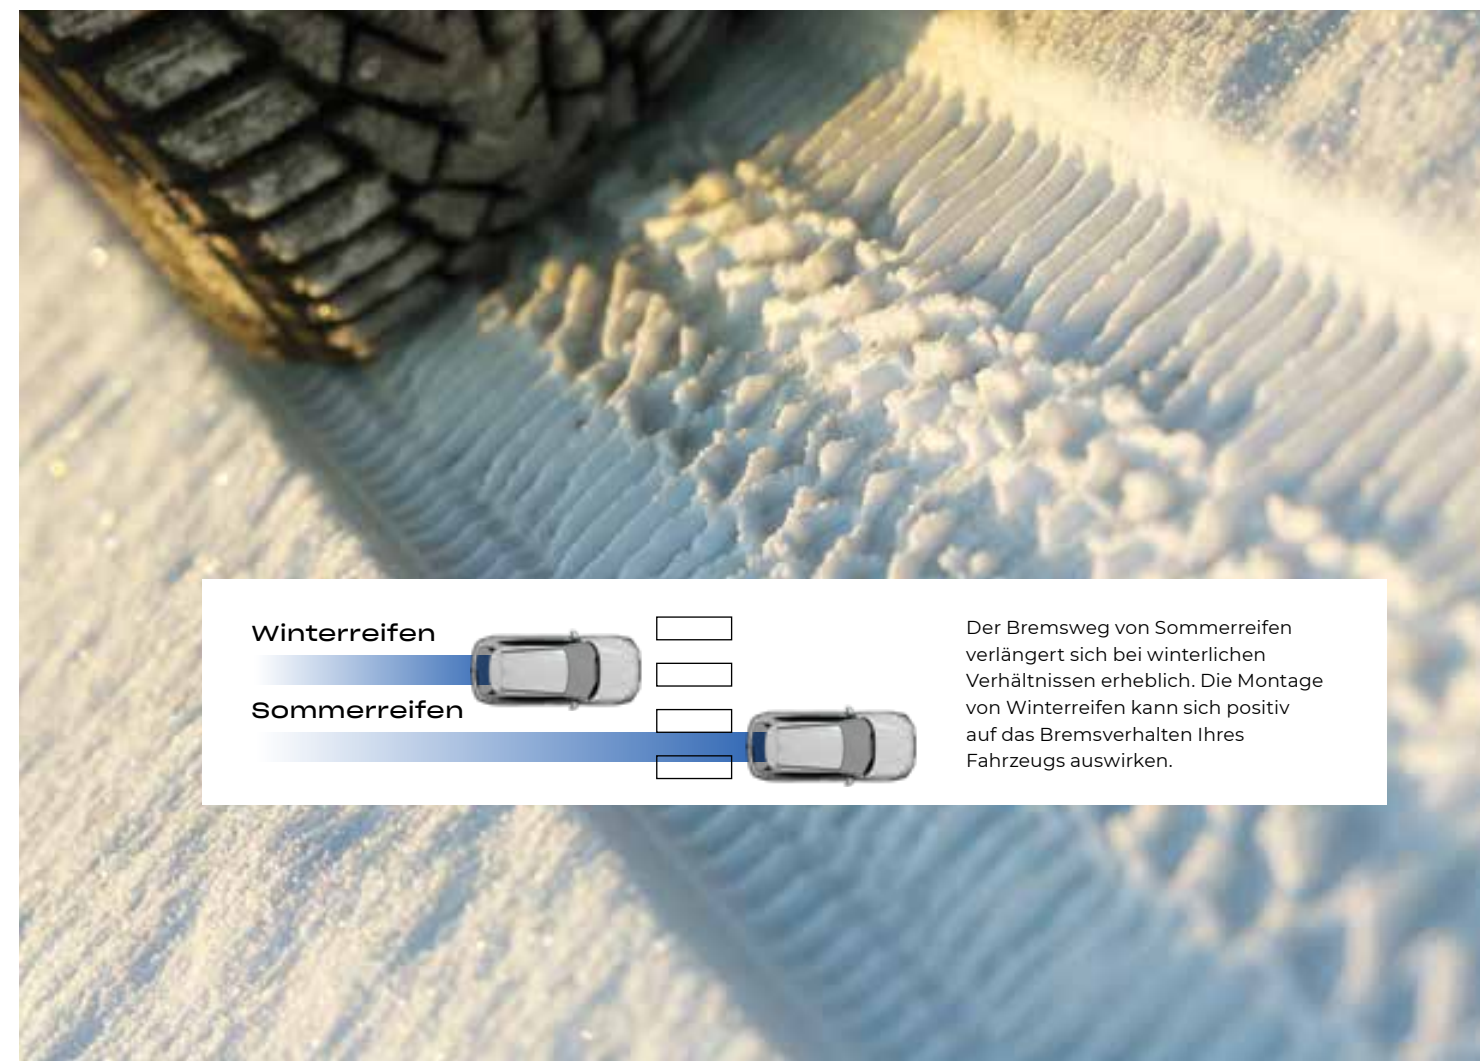 Winterreifen
Sommerreifen
Der Bremsweg von Sommerreifen
verlängert sich bei winterlichen
Verhältnissen erheblich. Die Montage
von Winterreifen kann sich positiv
auf das Bremsverhalten Ihres
Fahrzeugs auswirken.